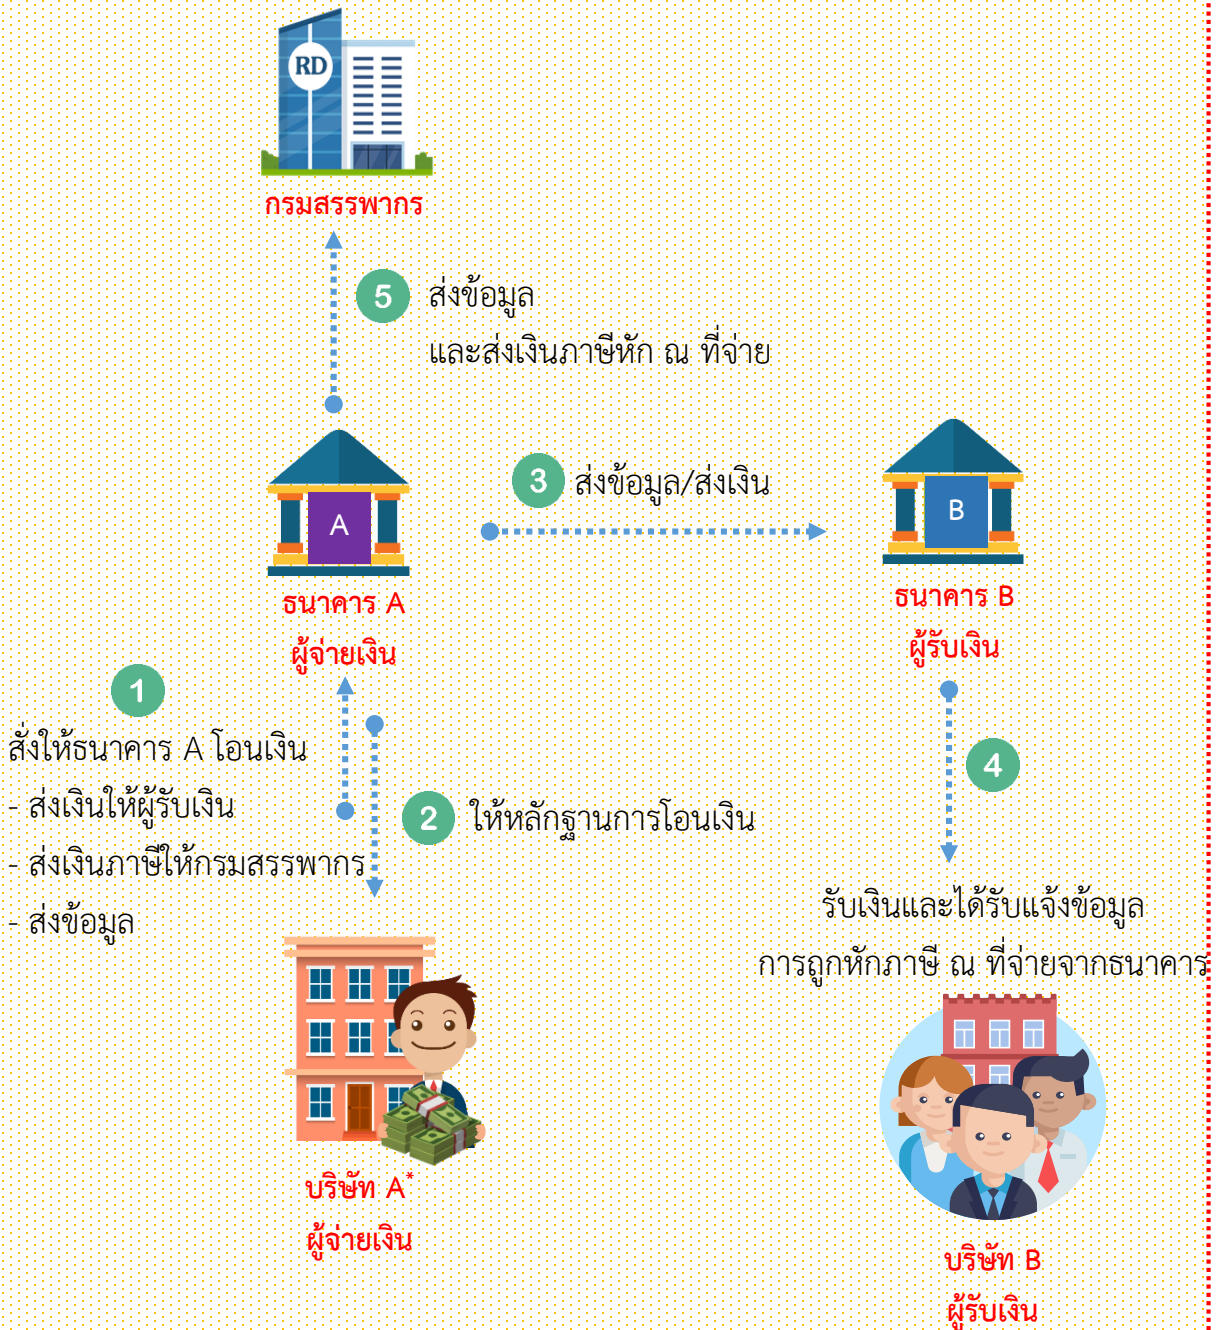 RD
กรมสรรพากร
5
ส่งข้อมูล
และส่งเงินภาษีหัก ณ ที่จ่าย
3
ส่งข้อมูล/ส่งเงิน
A
B
ธนาคาร A
ผู้จ่ายเงิน
ธนาคาร B
ผู้รับเงิน
1
สั่งให้ธนาคาร A โอนเงิน
- ส่งเงินให้ผู้รับเงิน
- ส่งเงินภาษีให้กรมสรรพากร
- ส่งข้อมูล
2
ให้หลักฐานการโอนเงิน
4
รับเงินและได้รับแจ้งข้อมูล
การถูกหักภาษี ณ ที่จ่ายจากธนาคาร
บริษัท A*
ผู้จ่ายเงิน
บริษัท B
ผู้รับเงิน